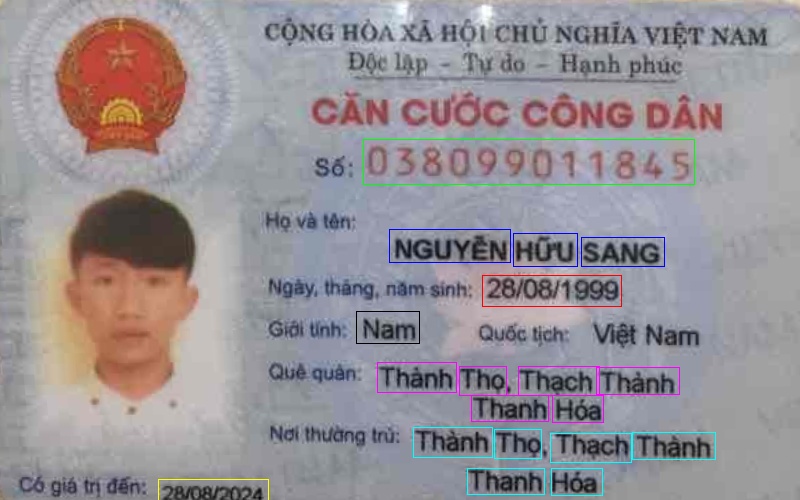 CỘNG HÒA XÃ HỘI CHỦ NGHĨA VIỆT NAM
Độc lập - Tự do - Hạnh phúc
CĂN CƯỚC CÔNG DÂN
Số: 038099011845
Họ và tên:
NGUYỄN HỮU SANG
Ngày, tháng, năm sinh: 28/08/1999
Giới tính: Nam Quốc tịch: Việt Nam
Quê quán: Thành Thọ, Thạch Thành
Thanh Hóa
Nơi thường trú: Thành Thọ, Thạch Thành
Thanh Hóa
Có giá trị đến: 28/08/2024